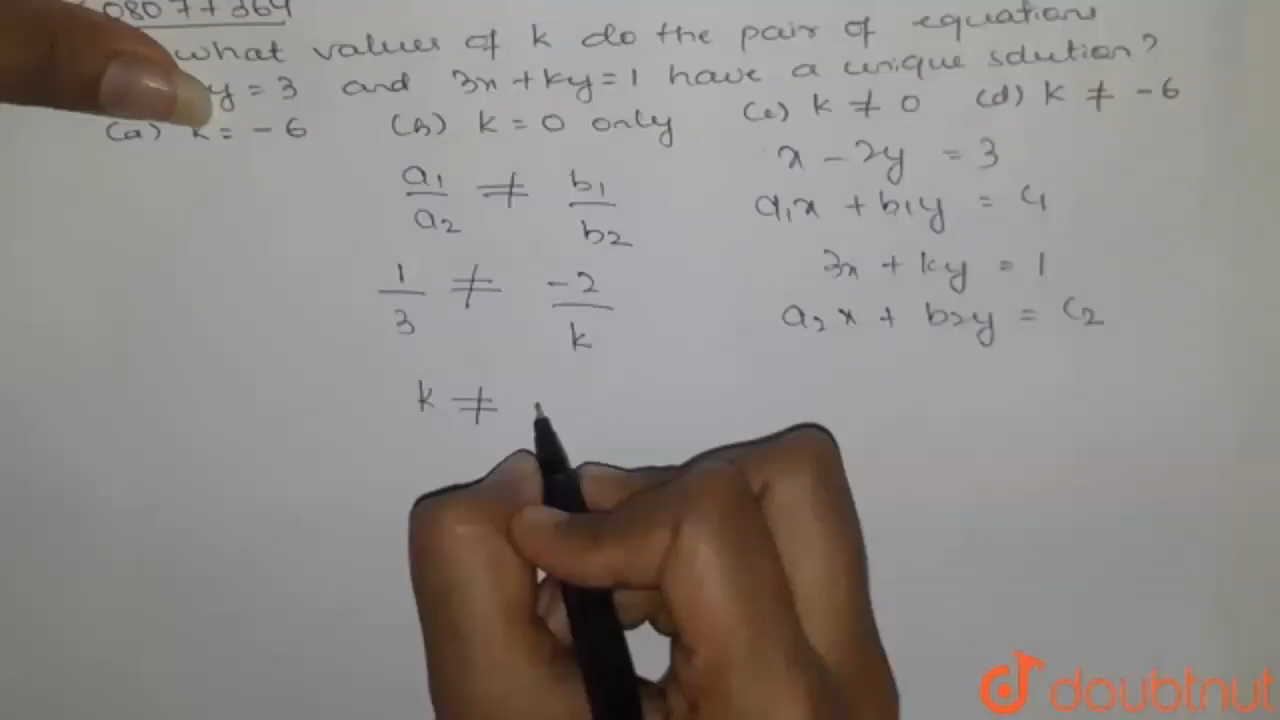 what values of k do the pair of equations
y = 3 and 3x + ky = 1 have a unique solution?
(a) k = - 6 (b) k = 0 only (c) k ≠ 0 (d) k ≠ - 6
x - 2y = 3
a1/a2 ≠ b1/b2
a1x + b1y = c1
3x + ky = 1
1/3 ≠ -2/k
a2x + b2y = c2
k ≠
doubtnut